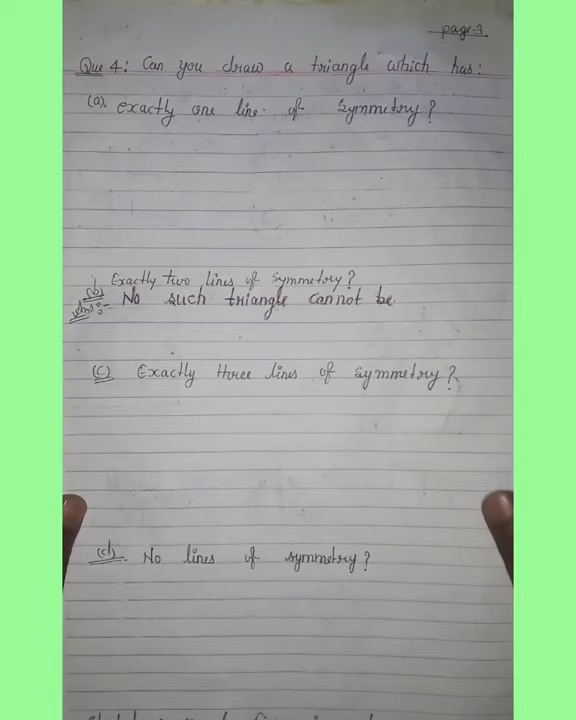 page-3
Que 4: Can you draw a triangle which has:
(a). exactly one line of symmetry?
(b) Exactly two lines of symmetry?
Ans:- No such triangle cannot be
(C) Exactly three lines of symmetry?
(d). No lines of symmetry?